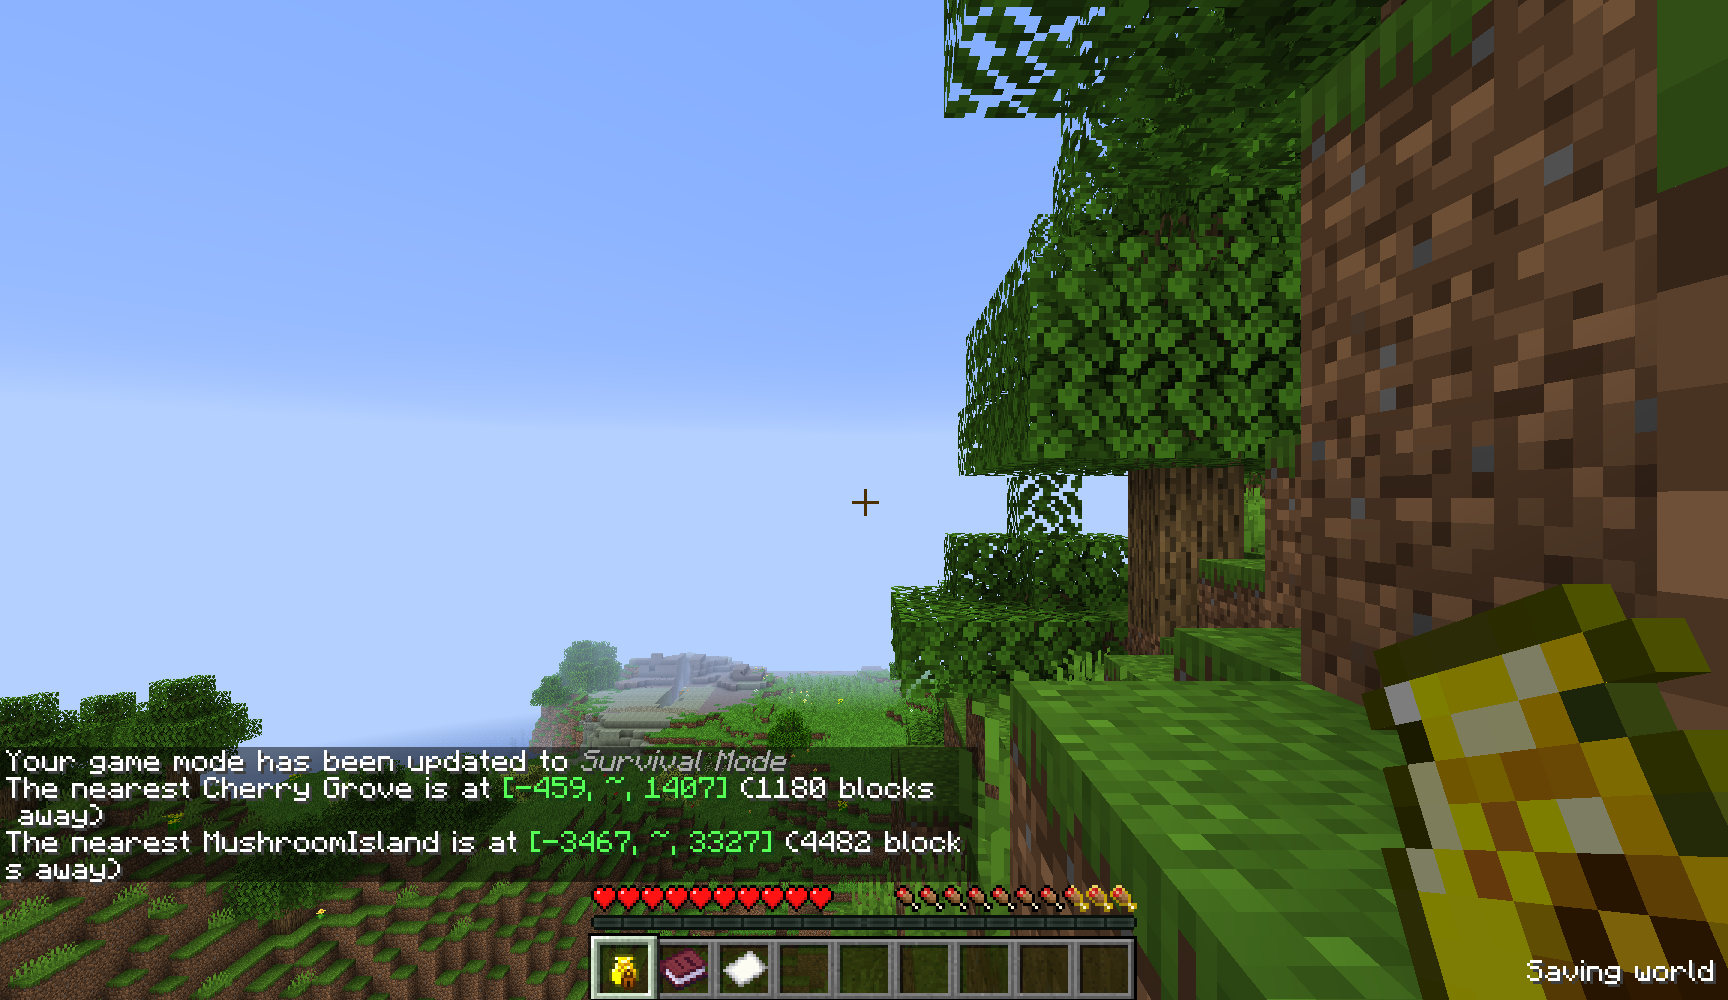 Your game mode has been updated to Survival Mode
The nearest Cherry Grove is at [-459, ~, 1407] (1180 blocks
away)
The nearest MushroomIsland is at [-3467, ~, 3327] (4482 block
s away)
Saving world